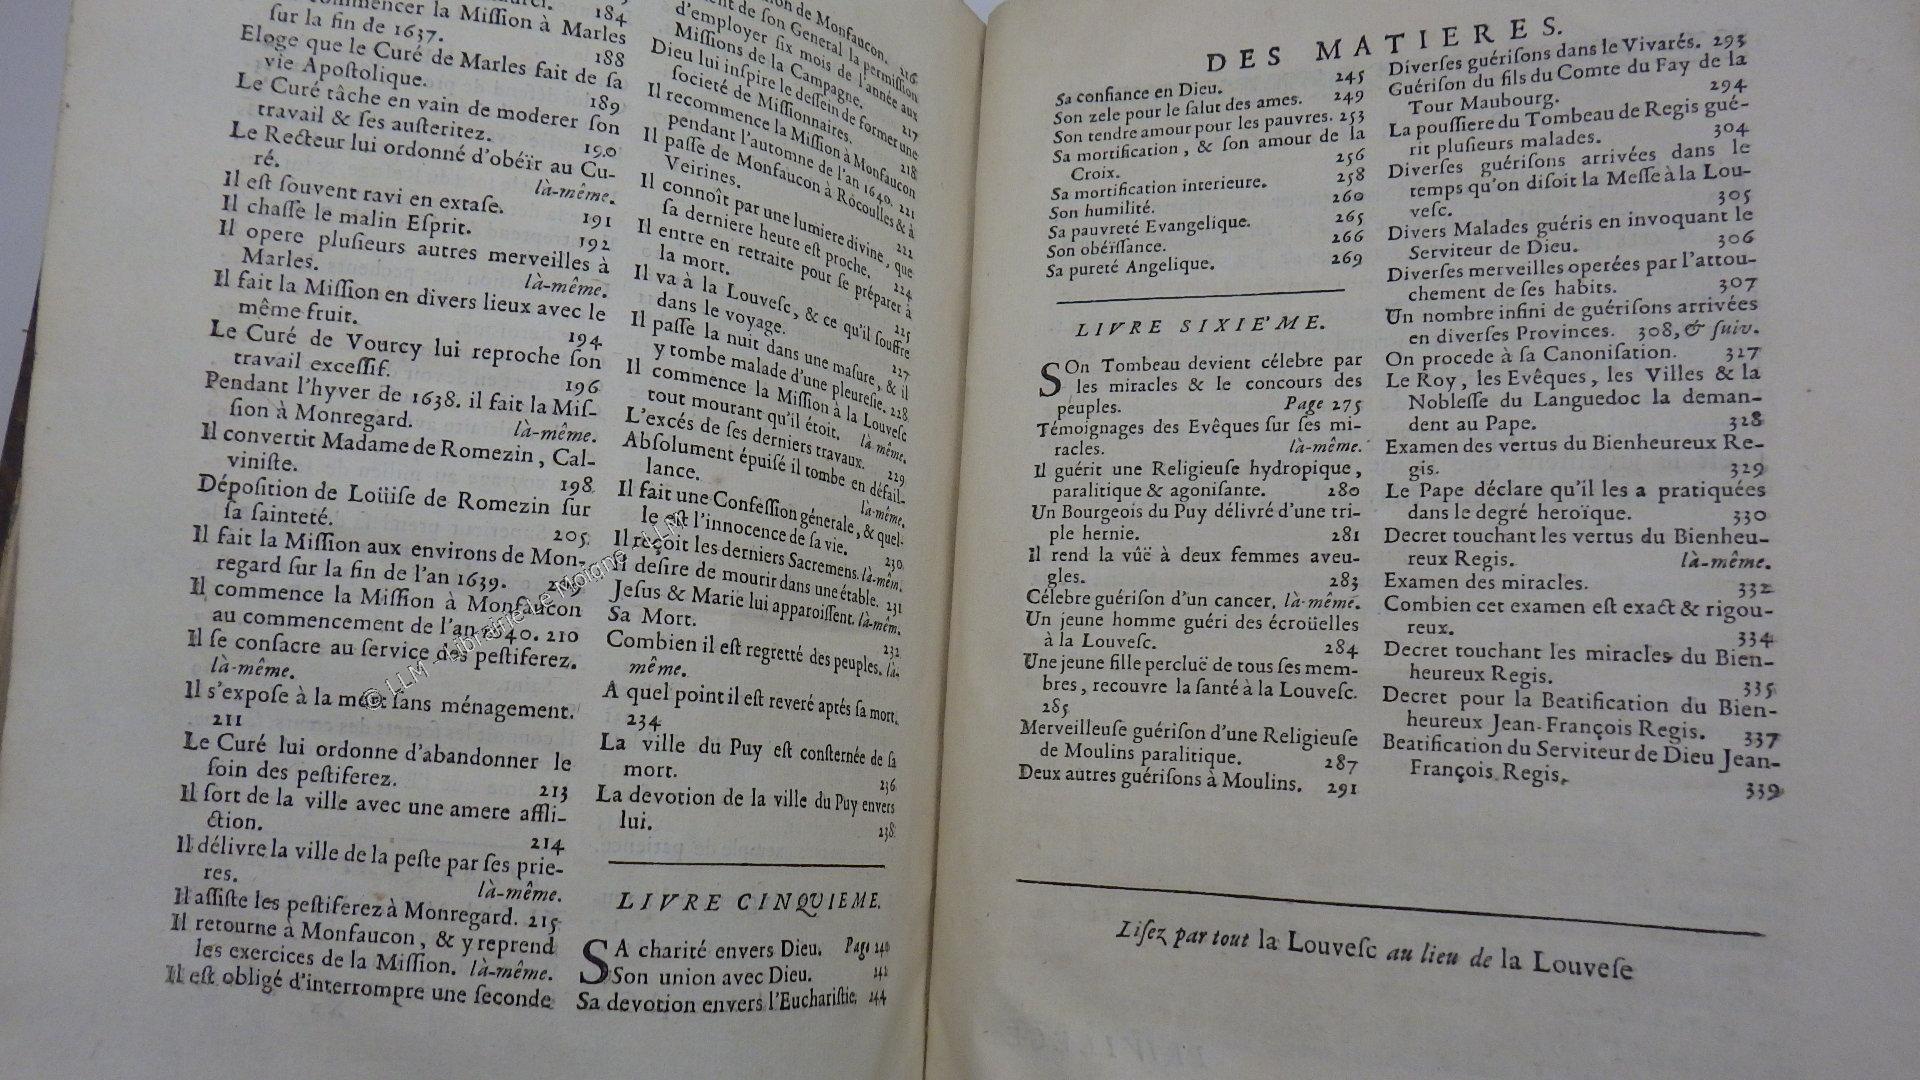 184
commencer la Miſſion à Marles
ſur la fin de 1637. 188
Eloge que le Curé de Marles fait de ſa
vie Apoſtolique. 189
Le Curé tâche en vain de moderer ſon
travail & ſes auſteritez. 190
Le Recteur lui ordonné d'obéïr au Cu-
ré. là-même.
Il eſt ſouvent ravi en extaſe. 191
Il chaſſe le malin Eſprit. 192
Il opere pluſieurs autres merveilles à
Marles. là-même.
Il fait la Miſſion en divers lieux avec le
même fruit. 194
Le Curé de Vourcy lui reproche ſon
travail exceſſif. 196
Pendant l'hyver de 1638. il fait la Miſ-
ſion à Monregard. là-même.
Il convertit Madame de Romezin, Cal-
viniſte. 198
Dépoſition de Loüiſe de Romezin ſur
ſa ſainteté. 205
Il fait la Miſſion aux environs de Mon-
regard ſur la fin de l'an 1639.
Il commence la Miſſion à Monfaucon
au commencement de l'an 1640. 210
Il ſe conſacre au ſervice des peſtiferez.
là-même.
Il s'expoſe à la mort ſans ménagement.
211
Le Curé lui ordonne d'abandonner le
ſoin des peſtiferez. 213
Il ſort de la ville avec une amere affli-
ction. 214
Il délivre la ville de la peſte par ſes prie-
res. là-même.
Il aſſiſte les peſtiferez à Monregard. 215
Il retourne à Monfaucon, & y reprend
les exercices de la Miſſion. là-même.
Il eſt obligé d'interrompre une ſeconde
de Monfaucon. 216
de ſon General la permiſſion
d'employer ſix mois de l'année aux
Miſſions de la Campagne. 217
Dieu lui inſpire le deſſein de former une
ſocieté de Miſſionnaires. 218
Il recommence la Miſſion à Monfaucon
pendant l'automne de l'an 1640. 221
Il paſſe de Monfaucon à Rocoulles & à
Veirines. 222
Il connoît par une lumiere divine, que
ſa derniere heure eſt proche. 224
Il entre en retraite pour ſe préparer à
la mort. 225
Il va à la Louveſc, & ce qu'il ſouffre
dans le voyage. 227
Il paſſe la nuit dans une maſure, & il
y tombe malade d'une pleureſie. 228
Il commence la Miſſion à la Louveſc
tout mourant qu'il étoit. là même.
L'excés de ſes derniers travaux. 229
Abſolument épuiſé il tombe en défail-
lance. là-même.
Il fait une Confeſſion génerale, & quel-
le eſt l'innocence de ſa vie. 230
Il reçoit les derniers Sacremens. là-mêm.
Il deſire de mourir dans une étable. 231
Jeſus & Marie lui apparoiſſent. là-mêm.
Sa Mort. 232
Combien il eſt regretté des peuples. là-
même.
A quel point il eſt reveré aprés ſa mort.
234
La ville du Puy eſt conſternée de ſa
mort. 236
La devotion de la ville du Puy envers
lui. 238
LIVRE CINQUIEME.
SA charité envers Dieu. Page 240
Son union avec Dieu. 242
Sa devotion envers l'Euchariſtie. 244
DES MATIERES.
Sa confiance en Dieu. 245
Son zele pour le ſalut des ames. 249
Son tendre amour pour les pauvres. 253
Sa mortification, & ſon amour de la
Croix. 256
Sa mortification interieure. 258
Son humilité. 260
Sa pauvreté Evangelique. 265
Son obéïſſance. 266
Sa pureté Angelique. 269
LIVRE SIXIE'ME.
SOn Tombeau devient célebre par
les miracles & le concours des
peuples. Page 275
Témoignages des Evêques ſur ſes mi-
racles. là-même.
Il guérit une Religieuſe hydropique,
paralitique & agoniſante. 280
Un Bourgeois du Puy délivré d'une tri-
ple hernie. 281
Il rend la vûë à deux femmes aveu-
gles. 283
Célebre guériſon d'un cancer. là-même.
Un jeune homme guéri des écroüelles
à la Louveſc. 284
Une jeune fille percluë de tous ſes mem-
bres, recouvre la ſanté à la Louveſc.
285
Merveilleuſe guériſon d'une Religieuſe
de Moulins paralitique. 287
Deux autres guériſons à Moulins. 291
Diverſes guériſons dans le Vivarés. 293
Guériſon du fils du Comte du Fay de la
Tour Maubourg. 294
La pouſſiere du Tombeau de Regis gué-
rit pluſieurs malades. 304
Diverſes guériſons arrivées dans le
temps qu'on diſoit la Meſſe à la Lou-
veſc. 305
Divers Malades guéris en invoquant le
Serviteur de Dieu. 306
Diverſes merveilles operées par l'attou-
chement de ſes habits. 307
Un nombre infini de guériſons arrivées
en diverſes Provinces. 308, & ſuiv.
On procede à ſa Canoniſation. 327
Le Roy, les Evêques, les Villes & la
Nobleſſe du Languedoc la deman-
dent au Pape. 328
Examen des vertus du Bienheureux Re-
gis. 329
Le Pape déclare qu'il les a pratiquées
dans le degré heroïque. 330
Decret touchant les vertus du Bienheu-
reux Regis. là-même.
Examen des miracles. 332
Combien cet examen eſt exact & rigou-
reux. 334
Decret touchant les miracles du Bien-
heureux Regis. 335
Decret pour la Beatification du Bien-
heureux Jean-François Regis. 337
Beatification du Serviteur de Dieu Jean-
François Regis. 339
Liſez par tout la Louveſc au lieu de la Louveſe
© LLM - Librairie Le Moigne - LLM